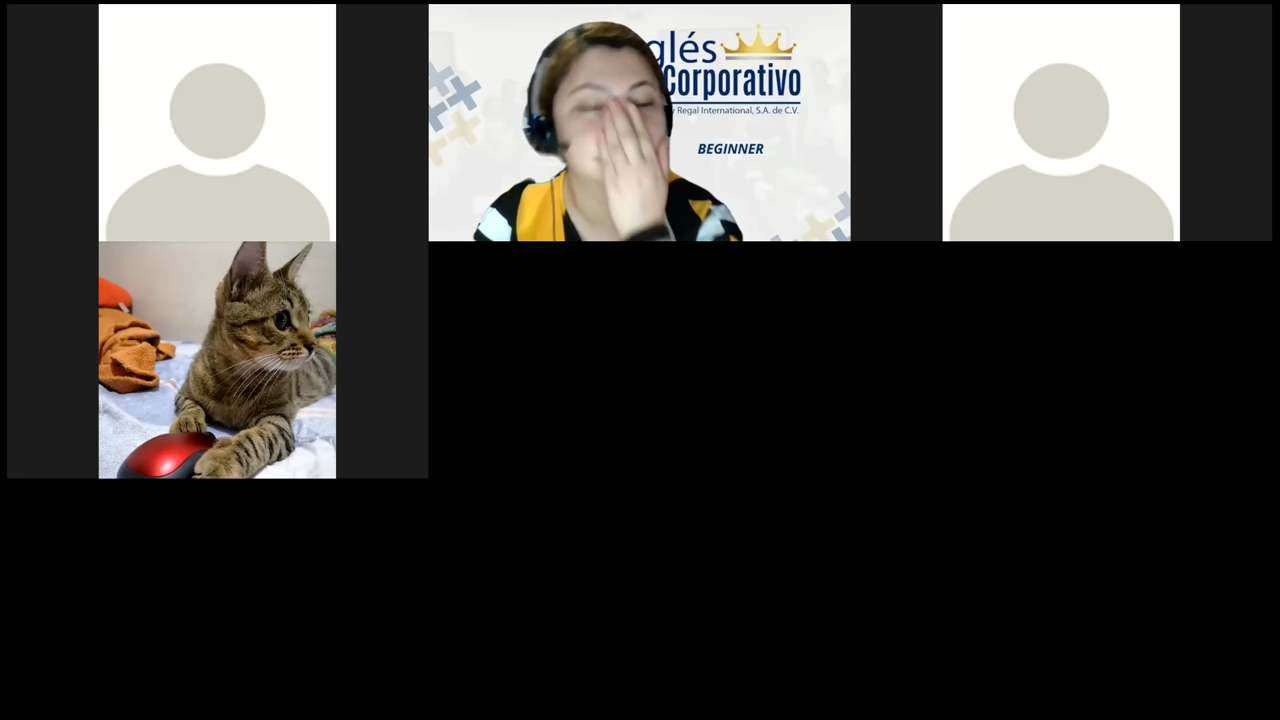 glés
Corporativo
y Regal International, S.A. de C.V.
BEGINNER